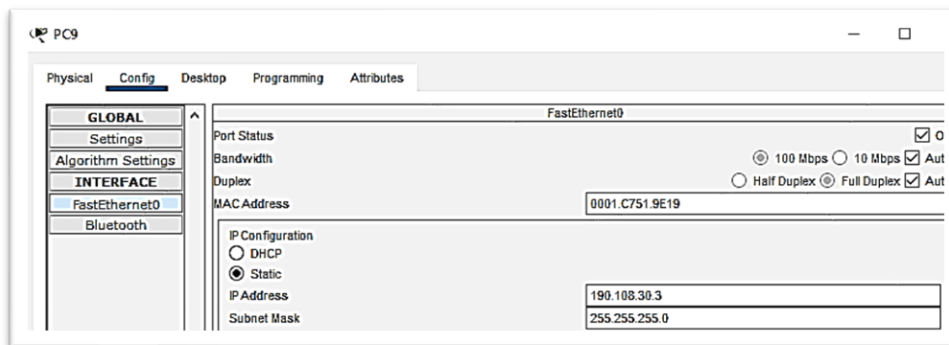 PC9
Physical Config Desktop Programming Attributes
GLOBAL
Settings
Algorithm Settings
INTERFACE
FastEthernet0
Bluetooth
FastEthernet0
Port Status O
Bandwidth 100 Mbps 10 Mbps Aut
Duplex Half Duplex Full Duplex Aut
MAC Address 0001.C751.9E19
IP Configuration
DHCP
Static
IP Address 190.108.30.3
Subnet Mask 255.255.255.0